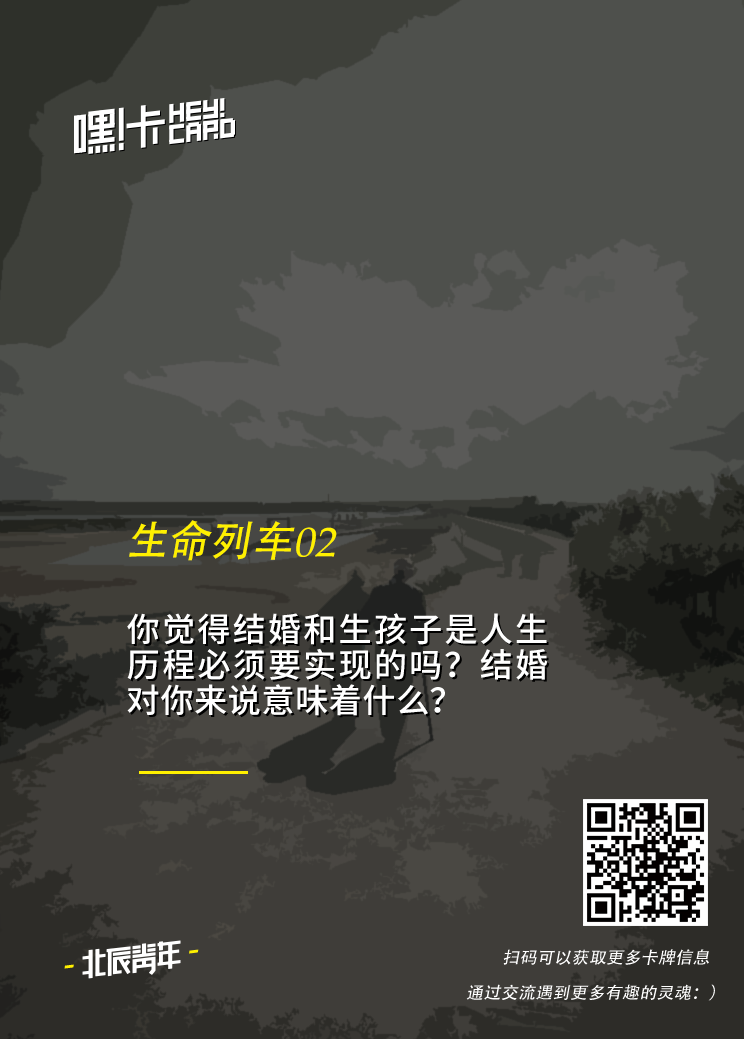 嘿!卡 HEY! CARD
生命列车02
你觉得结婚和生孩子是人生
历程必须要实现的吗？结婚
对你来说意味着什么？
- 北辰青年 -
扫码可以获取更多卡牌信息
通过交流遇到更多有趣的灵魂：）